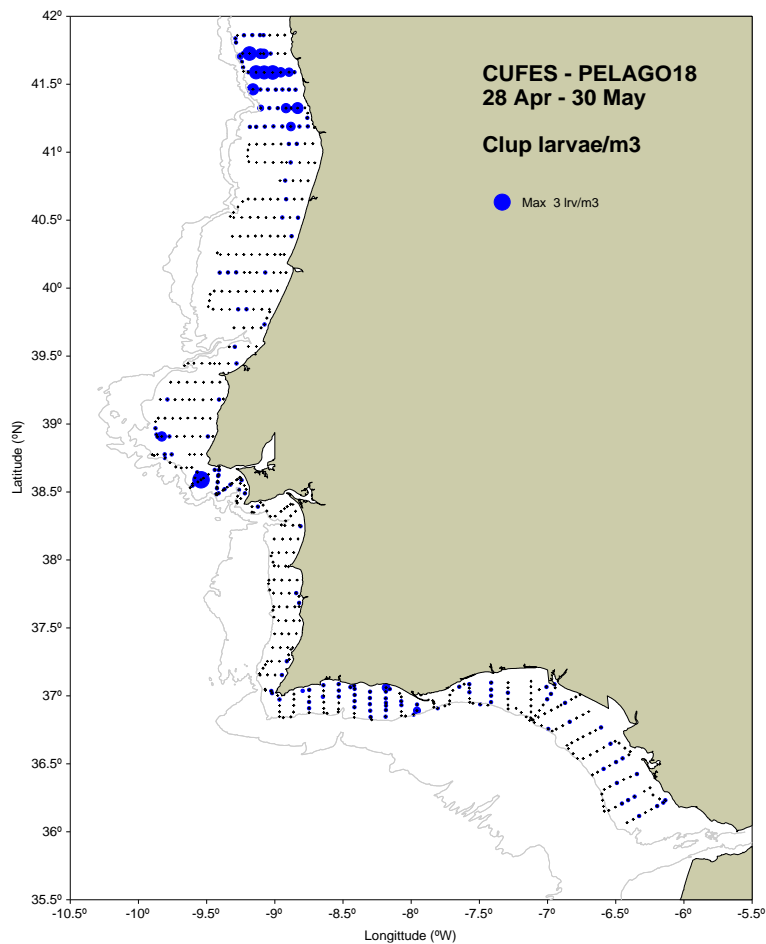 CUFES - PELAGO18
28 Apr - 30 May
Clup larvae/m3
Max 3 lrv/m3
Latitude (ºN)
42º
41.5º
41º
40.5º
40º
39.5º
39º
38.5º
38º
37.5º
37º
36.5º
36º
35.5º
-10.5º -10º -9.5º -9º -8.5º -8º -7.5º -7º -6.5º -6º -5.5º
Longittude (ºW)